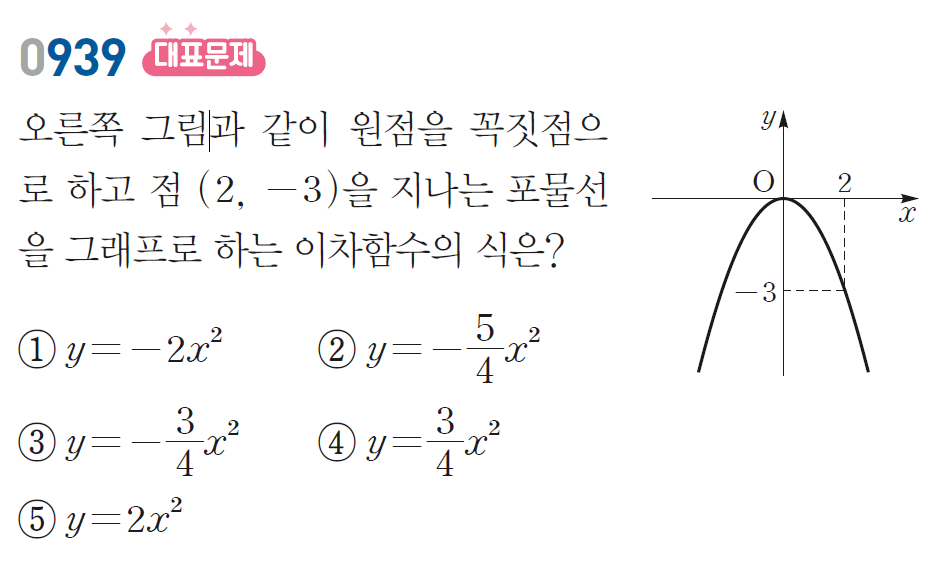 0939 대표문제
오른쪽 그림과 같이 원점을 꼭짓점으
로 하고 점 (2, -3)을 지나는 포물선
을 그래프로 하는 이차함수의 식은?
① y=-2x²
② y=-5/4x²
③ y=-3/4x²
④ y=3/4x²
⑤ y=2x²
y
O 2
x
-3